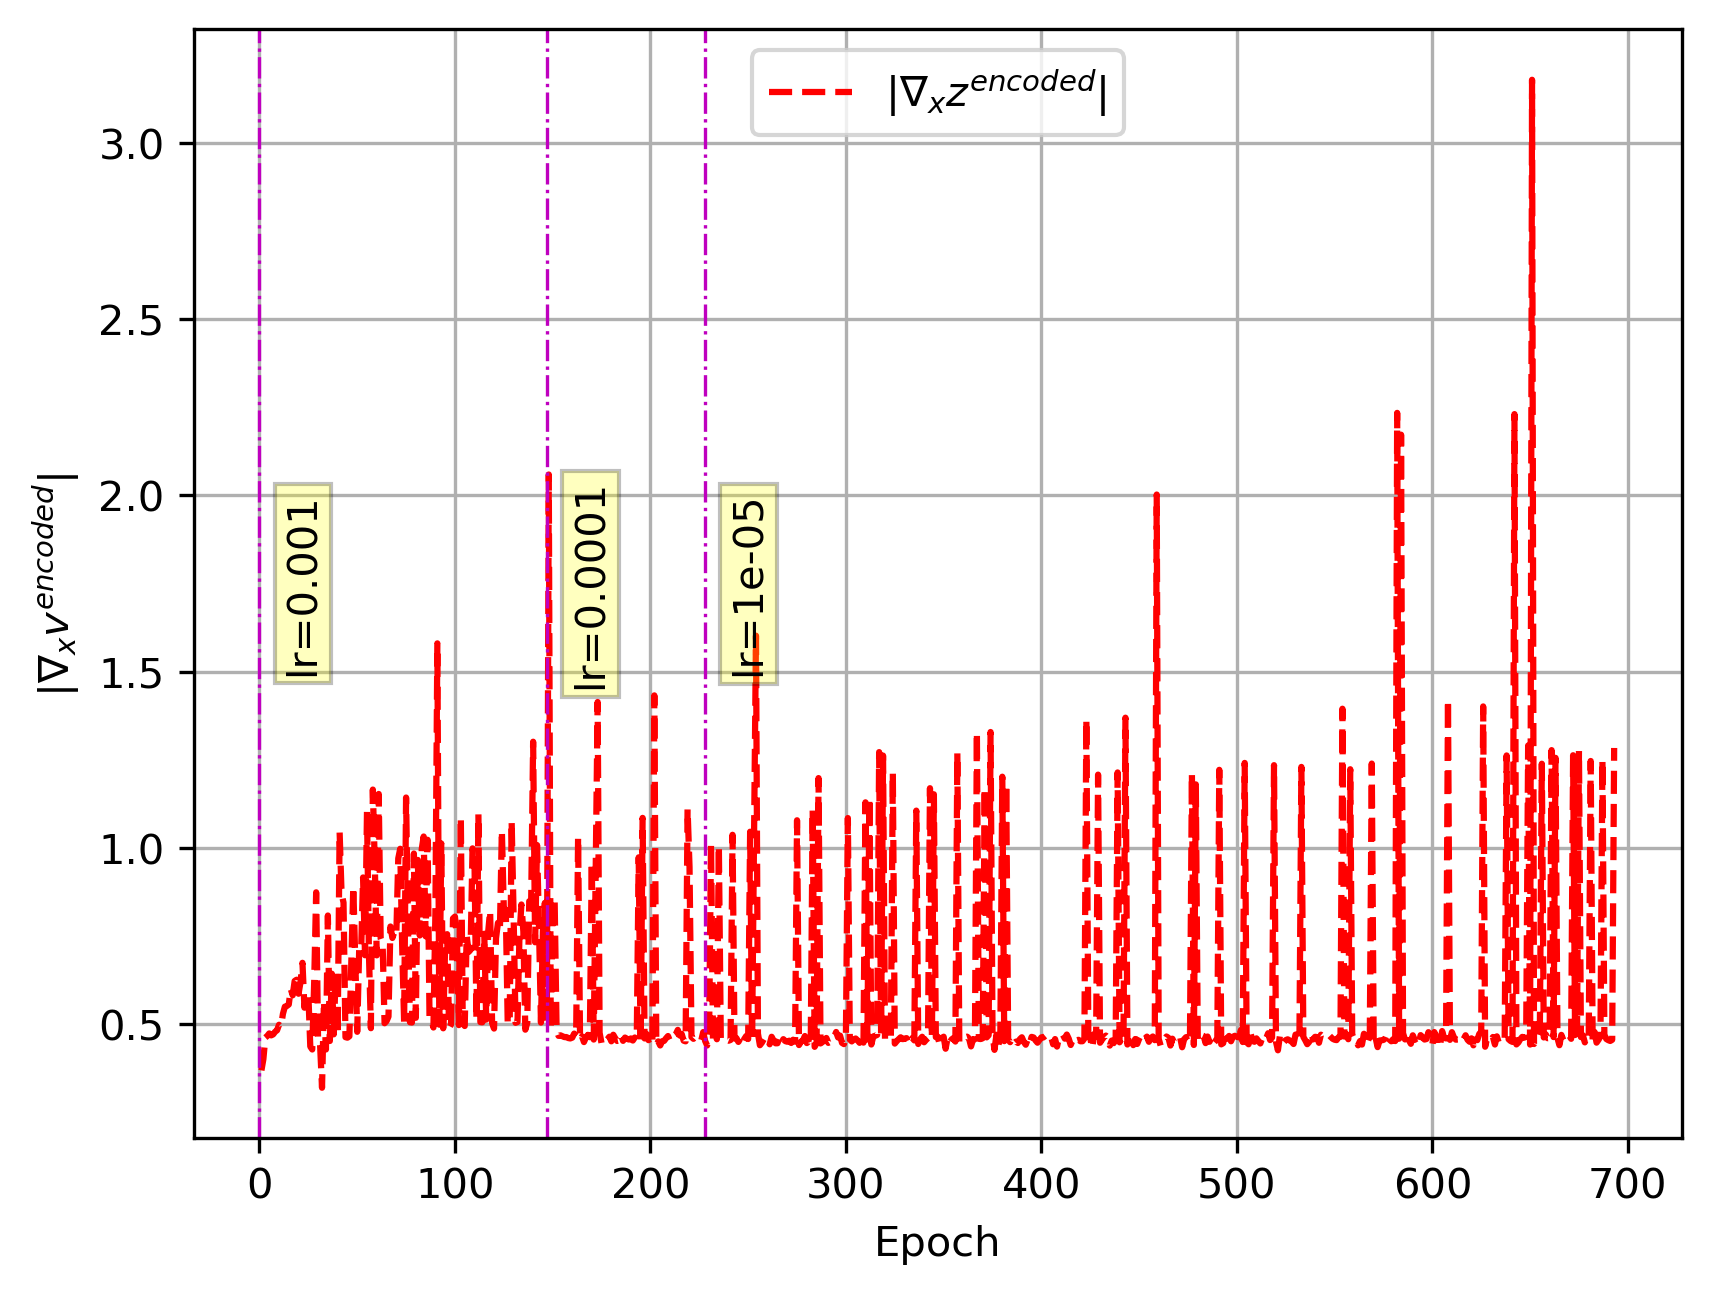 |∇ₓz^{encoded}|
3.0
2.5
2.0
1.5
1.0
0.5
|∇ₓv^{encoded}|
lr=0.001
lr=0.0001
lr=1e-05
0 100 200 300 400 500 600 700
Epoch